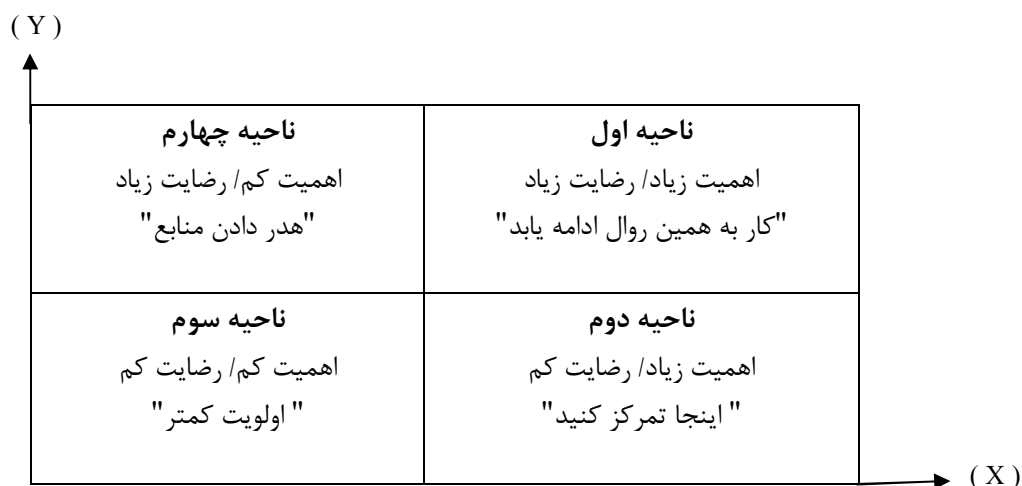 ( Y )
ناحیه اول
اهمیت زیاد/ رضایت زیاد
"کار به همین روال ادامه یابد"
ناحیه چهارم
اهمیت کم/ رضایت زیاد
"هدر دادن منابع"
ناحیه دوم
اهمیت زیاد/ رضایت کم
" اینجا تمرکز کنید"
ناحیه سوم
اهمیت کم/ رضایت کم
" اولویت کمتر"
( X )